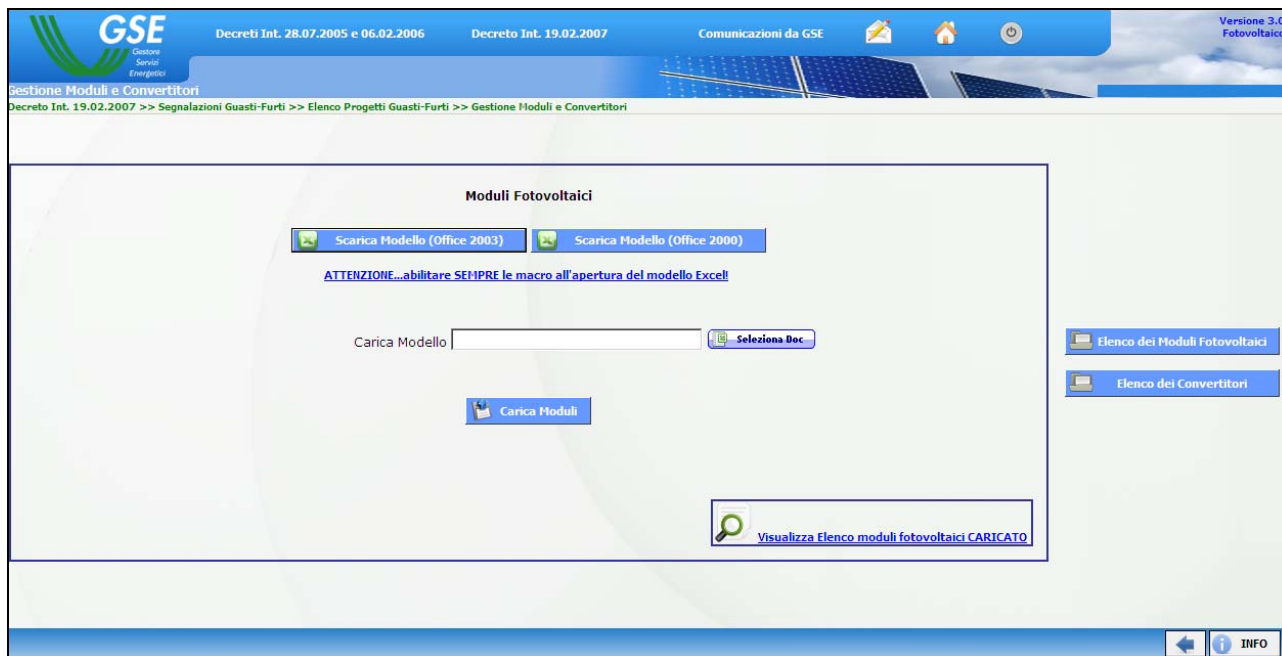 GSE
Gestore
Servizi
Energetici
Decreti Int. 28.07.2005 e 06.02.2006
Decreto Int. 19.02.2007
Comunicazioni da GSE
Versione 3.0
Fotovoltaico
Gestione Moduli e Convertitori
Decreto Int. 19.02.2007 >> Segnalazioni Guasti-Furti >> Elenco Progetti Guasti-Furti >> Gestione Moduli e Convertitori
Moduli Fotovoltaici
Scarica Modello (Office 2003)
Scarica Modello (Office 2000)
ATTENZIONE...abilitare SEMPRE le macro all'apertura del modello Excel!
Carica Modello
Seleziona Doc
Elenco dei Moduli Fotovoltaici
Elenco dei Convertitori
Carica Moduli
Visualizza Elenco moduli fotovoltaici CARICATO
INFO